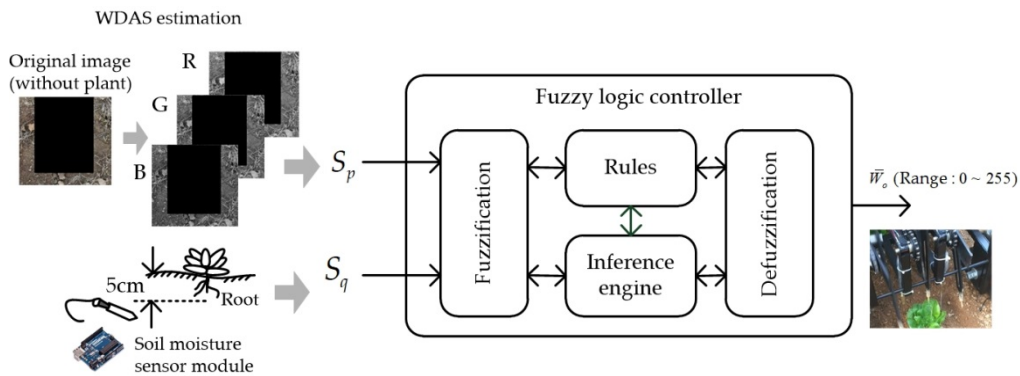 WDAS estimation
Original image
(without plant)
R
G
B
S_p
5cm
Root
Soil moisture
sensor module
S_q
Fuzzy logic controller
Fuzzification
Rules
Inference
engine
Defuzzification
W̄_o (Range : 0 ~ 255)